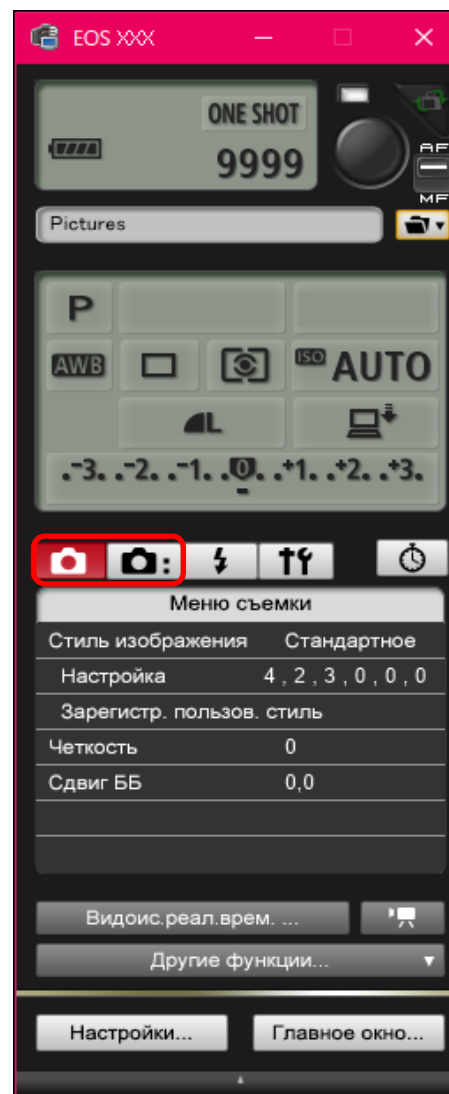 EOS XXX
ONE SHOT
9999
AF
MF
Pictures
P
AWB
ISO AUTO
L
.-3. .-2. .-1. .0. .+1. .+2. .+3.
Меню съемки
Стиль изображения Стандартное
Настройка 4 , 2 , 3 , 0 , 0 , 0
Зарегистр. пользов. стиль
Четкость 0
Сдвиг ББ 0,0
Видоис.реал.врем. ...
Другие функции...
Настройки... Главное окно...